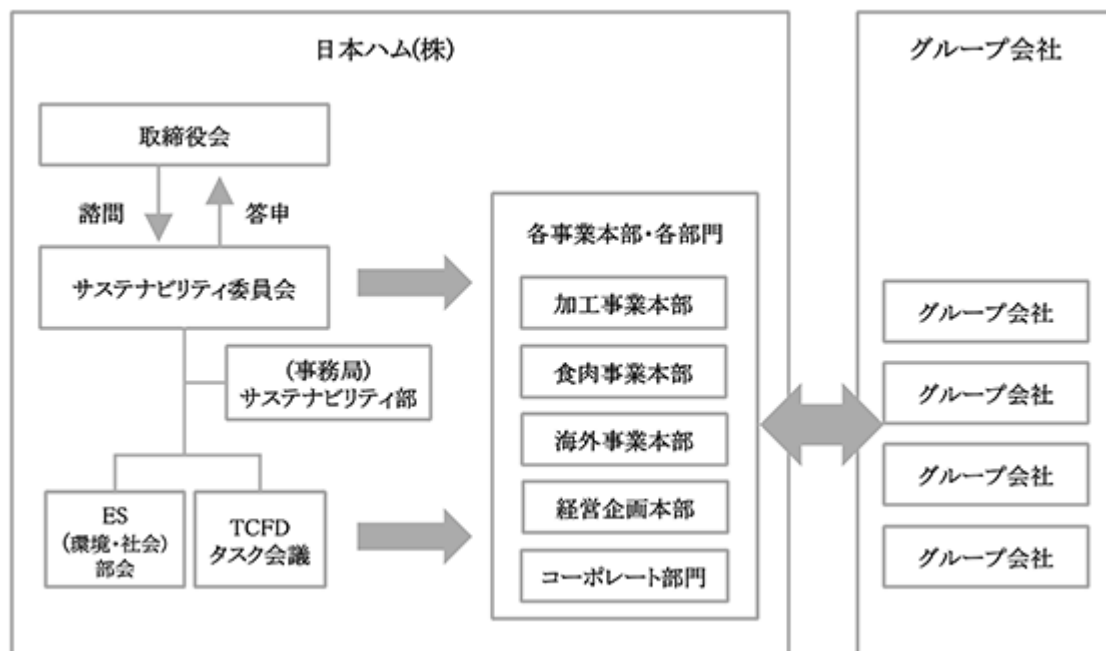 日本ハム(株)
取締役会
諮問
答申
サステナビリティ委員会
(事務局)
サステナビリティ部
ES
(環境・社会)
部会
TCFD
タスク会議
各事業本部・各部門
加工事業本部
食肉事業本部
海外事業本部
経営企画本部
コーポレート部門
グループ会社
グループ会社
グループ会社
グループ会社
グループ会社